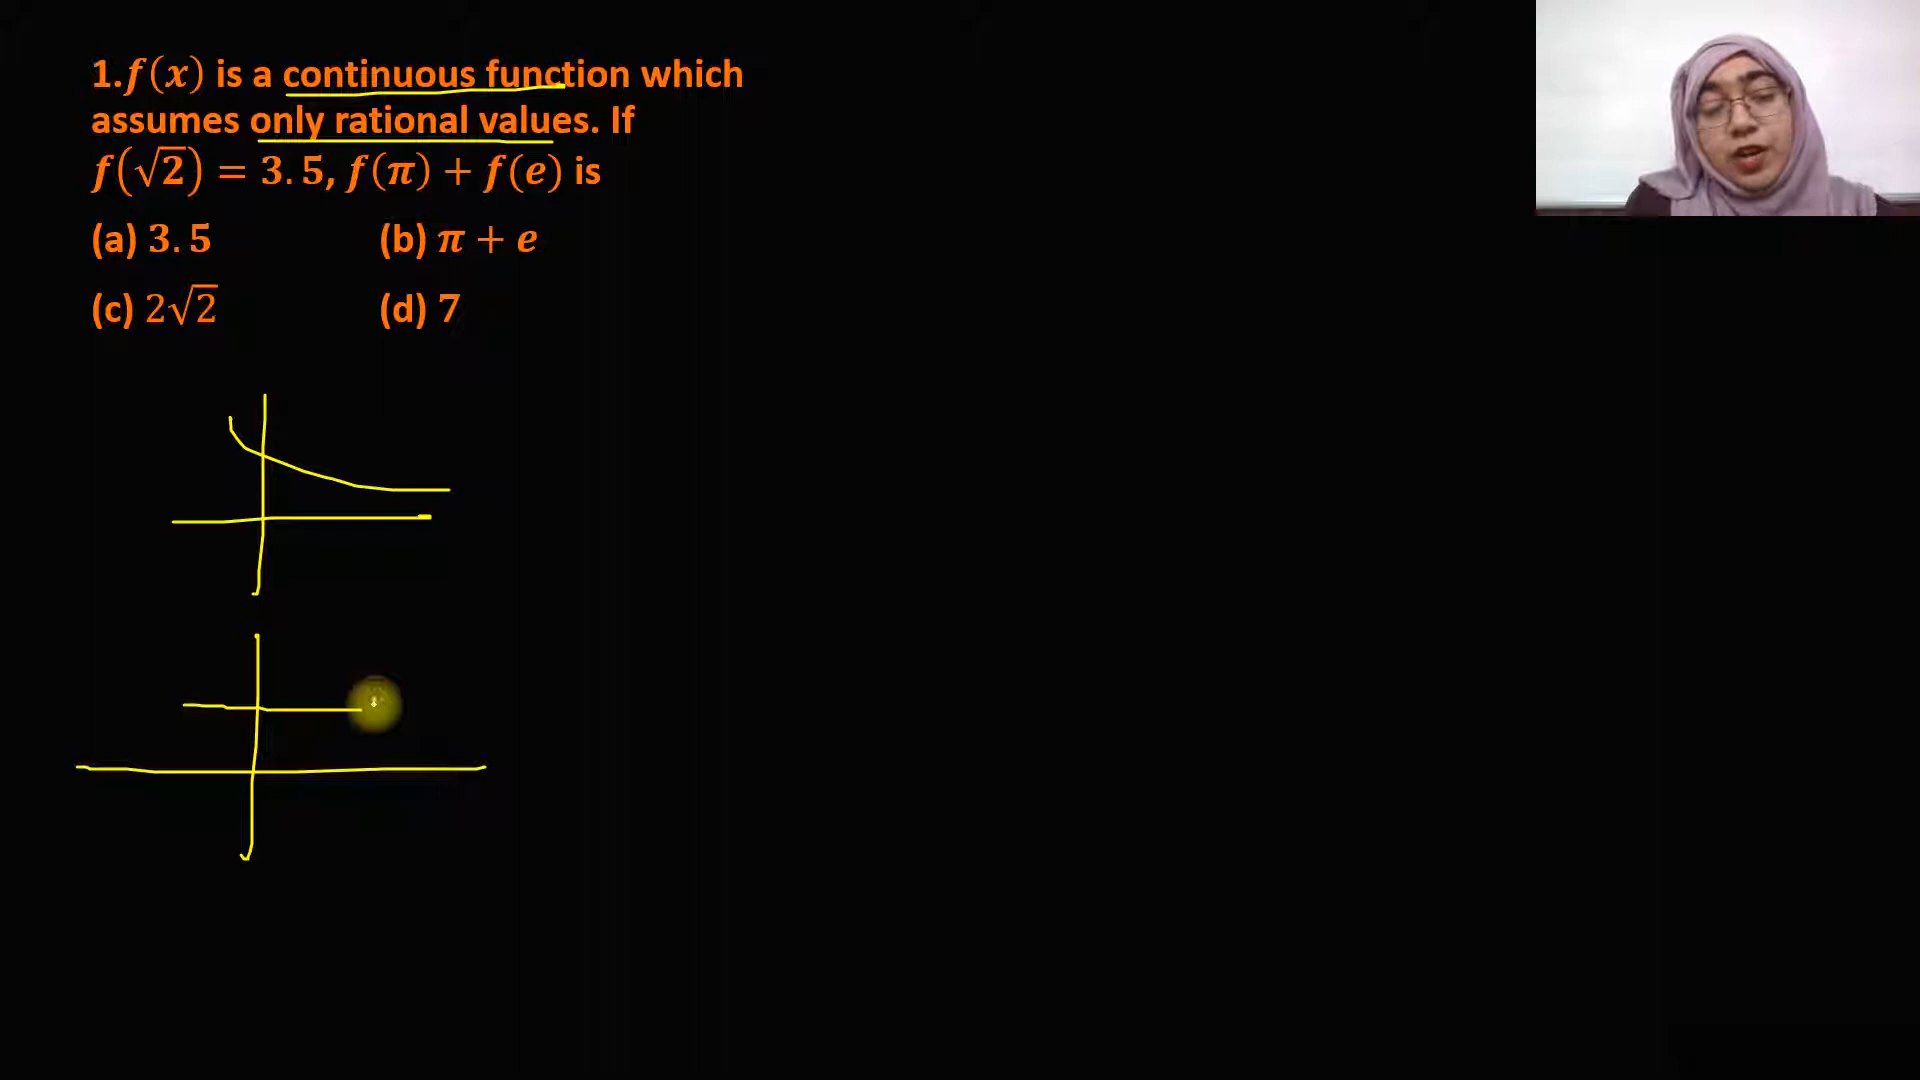 1.f(x) is a continuous function which
assumes only rational values. If
f(√2) = 3.5, f(π) + f(e) is
(a) 3.5 (b) π + e
(c) 2√2 (d) 7